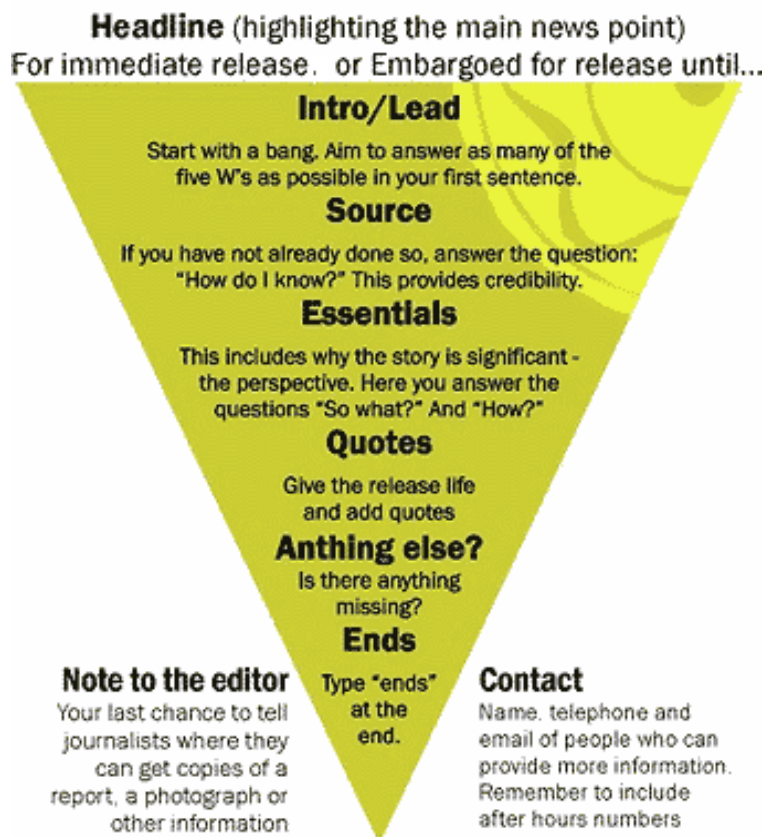 Headline (highlighting the main news point)
For immediate release. or Embargoed for release until...
Intro/Lead
Start with a bang. Aim to answer as many of the
five W's as possible in your first sentence.
Source
If you have not already done so, answer the question:
"How do I know?" This provides credibility.
Essentials
This includes why the story is significant -
the perspective. Here you answer the
questions "So what?" And "How?"
Quotes
Give the release life
and add quotes
Anthing else?
Is there anything
missing?
Ends
Type "ends"
at the
end.
Note to the editor
Your last chance to tell
journalists where they
can get copies of a
report, a photograph or
other information
Contact
Name. telephone and
email of people who can
provide more information.
Remember to include
after hours numbers